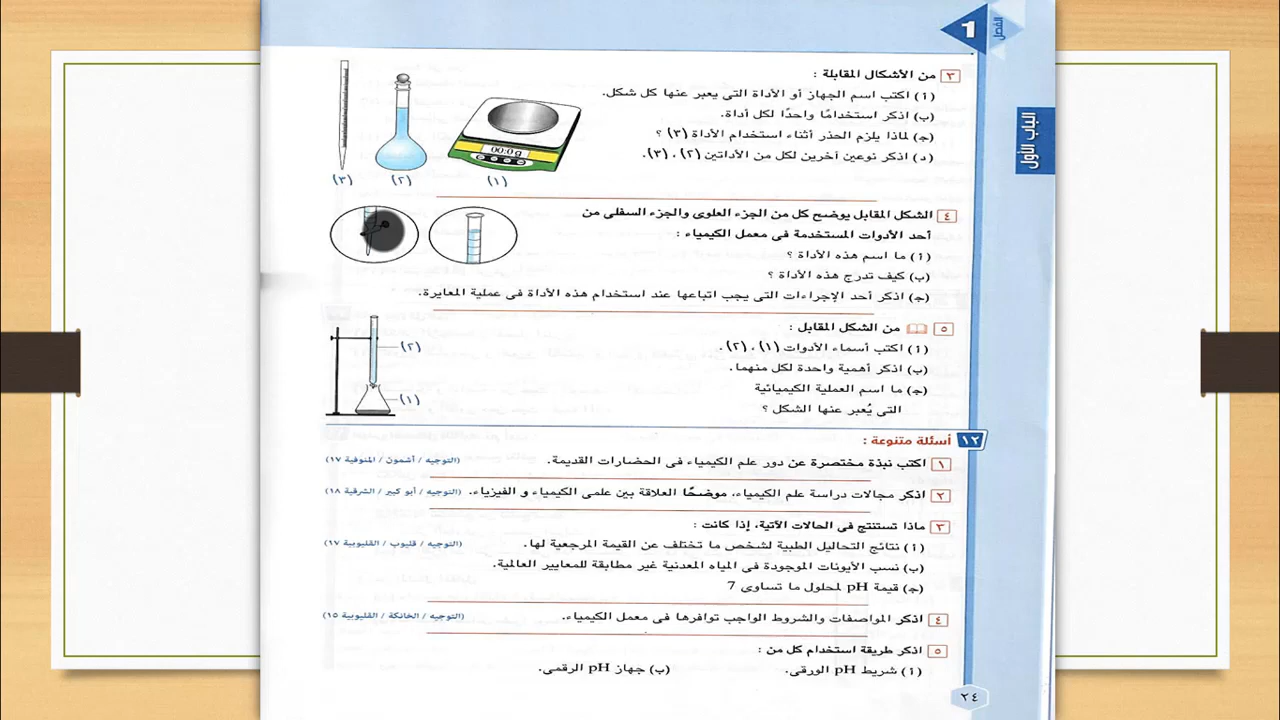 الفصل
1
الباب الأول
٣ من الأشكال المقابلة :
(أ) اكتب اسم الجهاز أو الأداة التى يعبر عنها كل شكل.
(ب) اذكر استخدامًا واحدًا لكل أداة.
(جـ) لماذا يلزم الحذر أثناء استخدام الأداة (٣) ؟
(د) اذكر نوعين آخرين لكل من الأداتين (٢) ، (٣).
00:0 g
(١)
(٢)
(٣)
٤ الشكل المقابل يوضح كل من الجزء العلوى والجزء السفلى من
أحد الأدوات المستخدمة فى معمل الكيمياء :
(أ) ما اسم هذه الأداة ؟
(ب) كيف تدرج هذه الأداة ؟
(جـ) اذكر أحد الإجراءات التى يجب اتباعها عند استخدام هذه الأداة فى عملية المعايرة.
٥ من الشكل المقابل :
(أ) اكتب أسماء الأدوات (١) ، (٢).
(ب) اذكر أهمية واحدة لكل منهما.
(جـ) ما اسم العملية الكيميائية
التى يُعبر عنها الشكل ؟
(٢)
(١)
١٢ أسئلة متنوعة :
١ اكتب نبذة مختصرة عن دور علم الكيمياء فى الحضارات القديمة. (التوجيه / أشمون / المنوفية ١٧)
٢ اذكر مجالات دراسة علم الكيمياء، موضحًا العلاقة بين علمى الكيمياء و الفيزياء. (التوجيه / أبو كبير / الشرقية ١٨)
٣ ماذا تستنتج فى الحالات الآتية، إذا كانت :
(أ) نتائج التحاليل الطبية لشخص ما تختلف عن القيمة المرجعية لها. (التوجيه / قليوب / القليوبية ١٧)
(ب) نسب الأيونات الموجودة فى المياه المعدنية غير مطابقة للمعايير العالمية.
(جـ) قيمة pH لمحلول ما تساوى 7
٤ اذكر المواصفات والشروط الواجب توافرها فى معمل الكيمياء. (التوجيه / الخانكة / القليوبية ١٥)
٥ اذكر طريقة استخدام كل من :
(أ) شريط pH الورقى. (ب) جهاز pH الرقمى.
٢٤